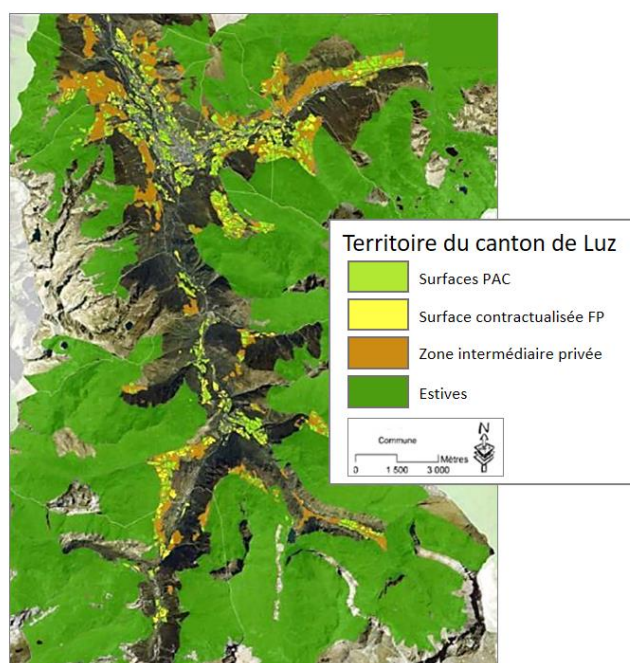 Territoire du canton de Luz
Surfaces PAC
Surface contractualisée FP
Zone intermédiaire privée
Estives
Commune
N
Mètres
0 1 500 3 000